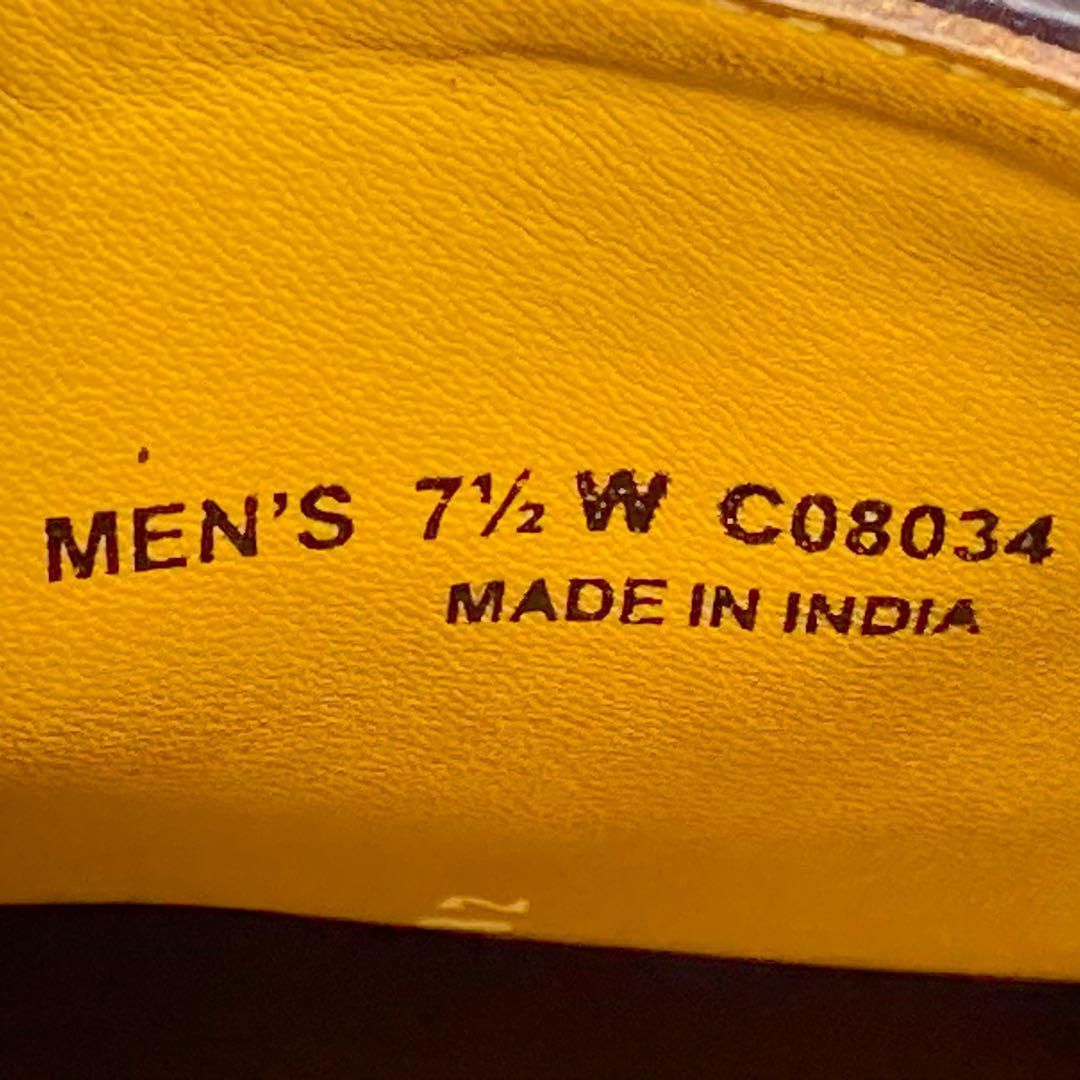 MEN'S 7½ W C08034
MADE IN INDIA